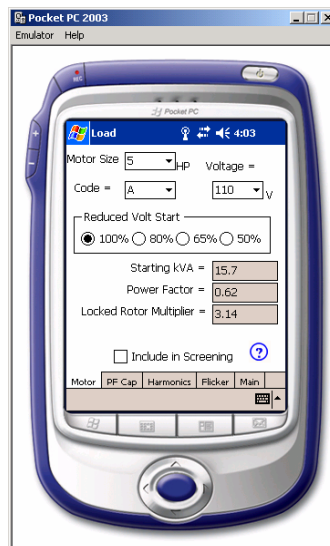 Pocket PC 2003
Emulator Help
REC
Pocket PC
Load 4:03
Motor Size 5 HP Voltage =
Code = A 110 V
Reduced Volt Start
100% 80% 65% 50%
Starting kVA = 15.7
Power Factor = 0.62
Locked Rotor Multiplier = 3.14
Include in Screening ?
Motor PF Cap Harmonics Flicker Main